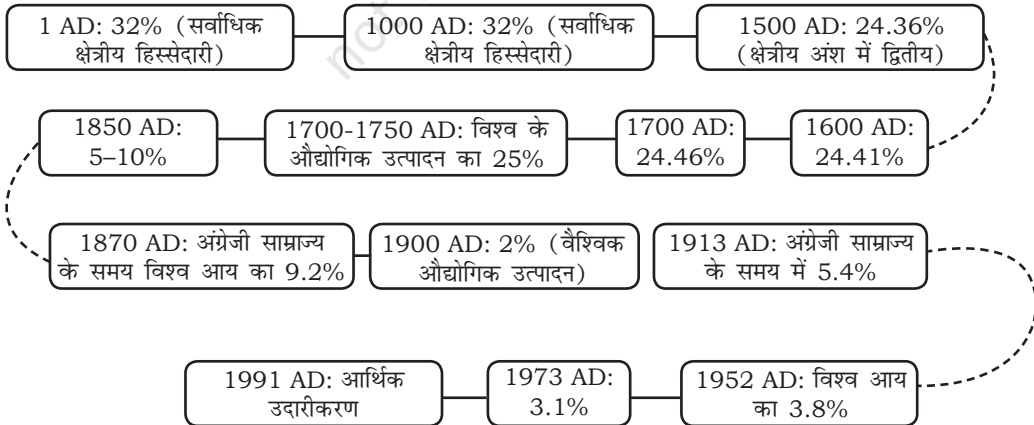 1 AD: 32% (सर्वाधिक
क्षेत्रीय हिस्सेदारी)
1000 AD: 32% (सर्वाधिक
क्षेत्रीय हिस्सेदारी)
1500 AD: 24.36%
(क्षेत्रीय अंश में द्वितीय)
1600 AD:
24.41%
1700 AD:
24.46%
1700-1750 AD: विश्व के
औद्योगिक उत्पादन का 25%
1850 AD:
5–10%
1870 AD: अंग्रेजी साम्राज्य
के समय विश्व आय का 9.2%
1900 AD: 2% (वैश्विक
औद्योगिक उत्पादन)
1913 AD: अंग्रेजी साम्राज्य
के समय में 5.4%
1952 AD: विश्व आय
का 3.8%
1973 AD:
3.1%
1991 AD: आर्थिक
उदारीकरण
not